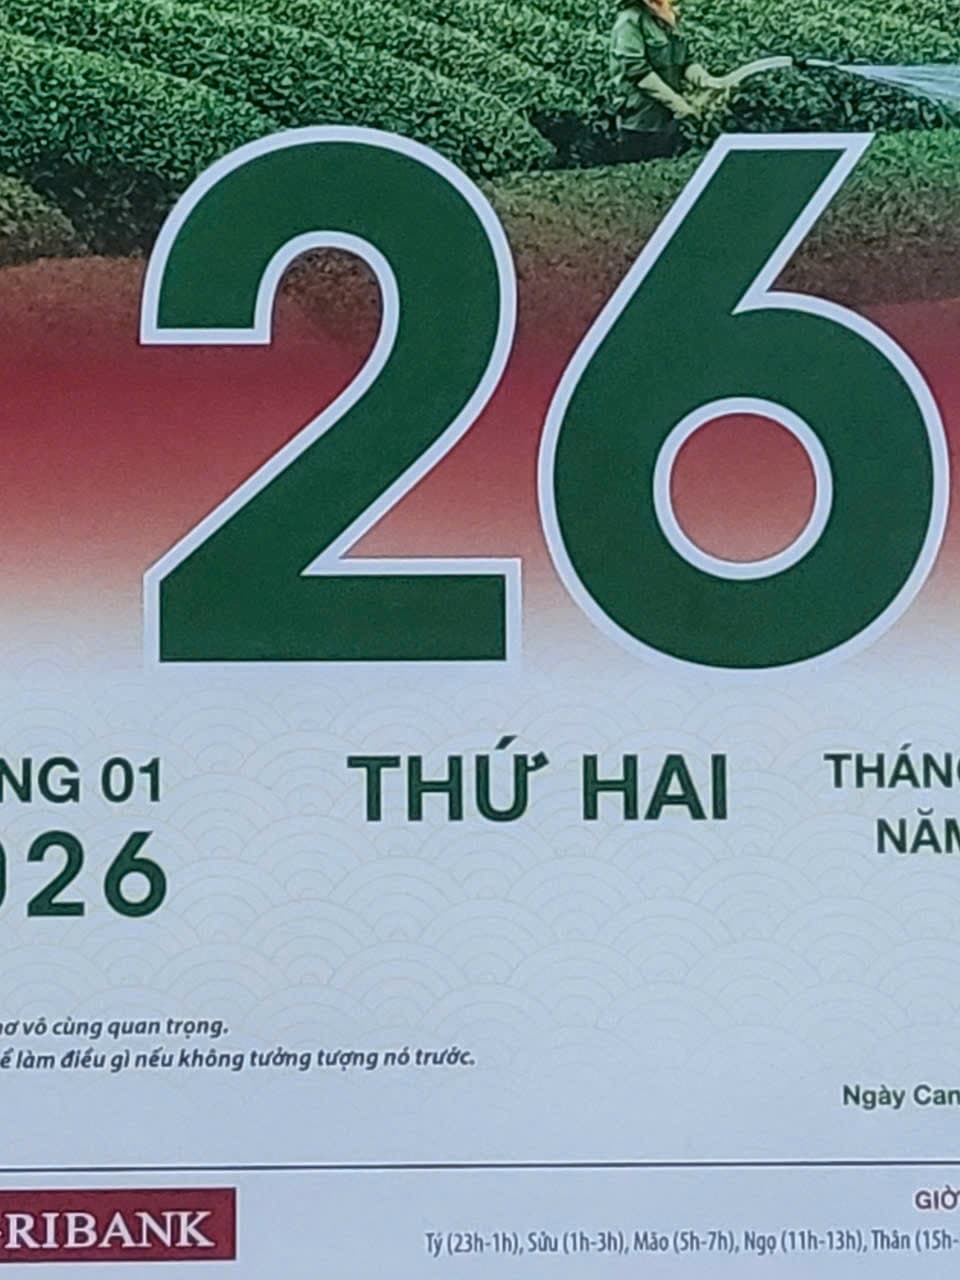 26
NG 01
THỨ HAI
THÁN
026
NĂM
ơ vô cùng quan trọng.
ể làm điều gì nếu không tưởng tượng nó trước.
Ngày Can
RIBANK
GIỜ
Tý (23h-1h), Sửu (1h-3h), Mão (5h-7h), Ngọ (11h-13h), Thân (15h-